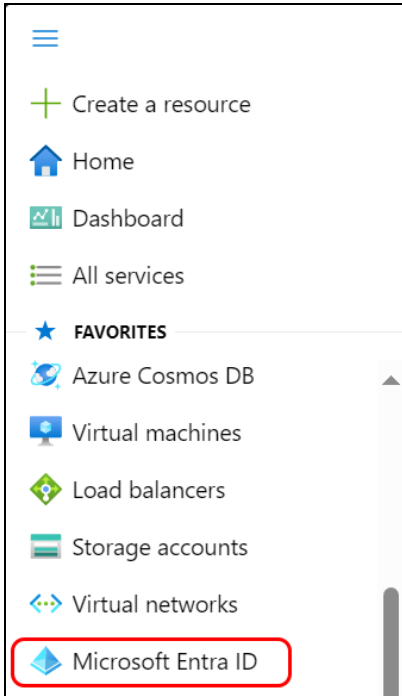 Create a resource
Home
Dashboard
All services
FAVORITES
Azure Cosmos DB
Virtual machines
Load balancers
Storage accounts
Virtual networks
Microsoft Entra ID